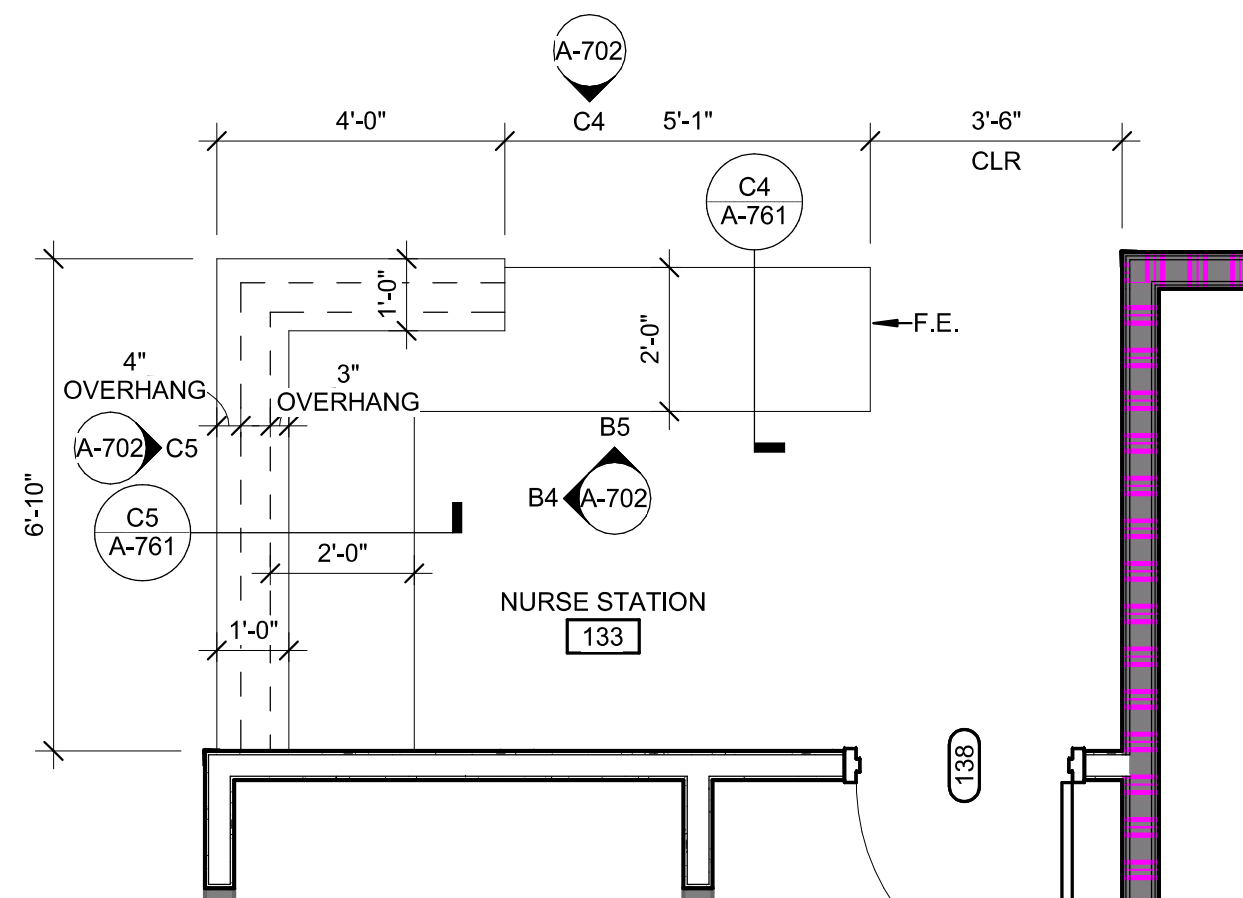 A-702
C4
4'-0"
5'-1"
3'-6"
CLR
C4
A-761
1'-0"
2'-0"
F.E.
4"
OVERHANG
3"
OVERHANG
A-702
C5
B5
B4
A-702
6'-10"
C5
A-761
2'-0"
NURSE STATION
133
1'-0"
138